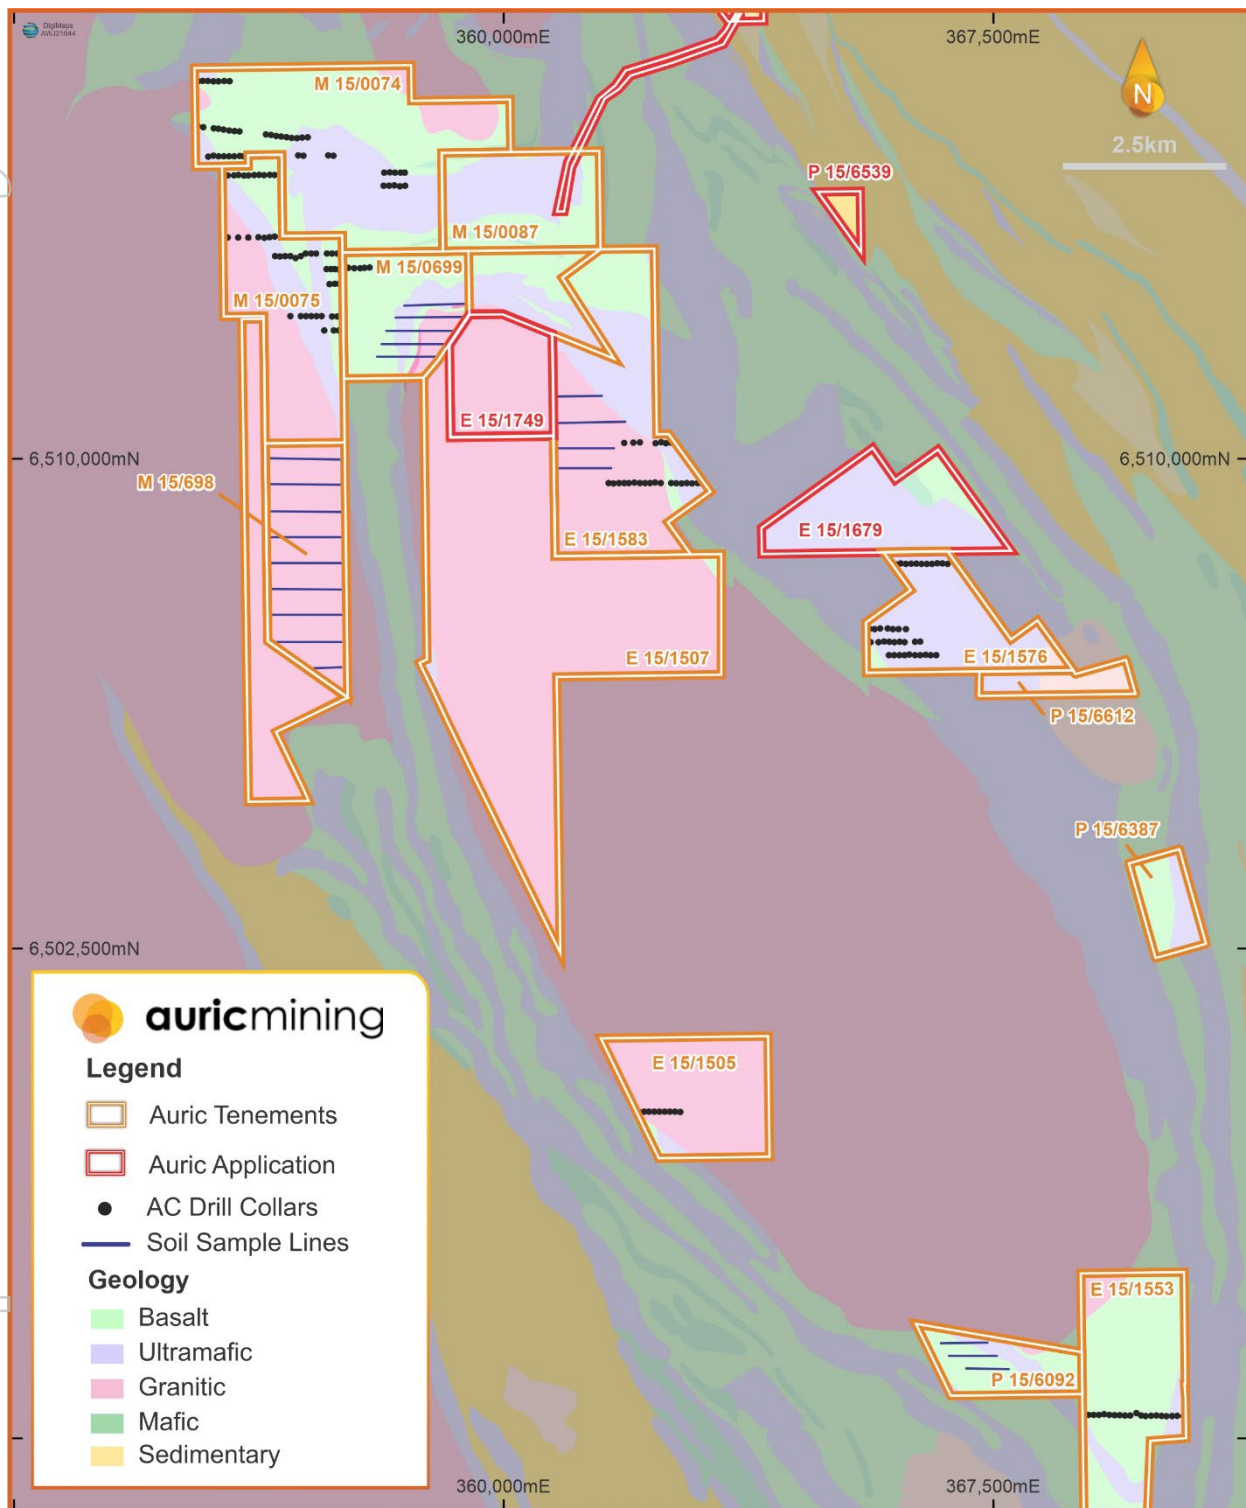 DigiMaps
AWJ21044
360,000mE
367,500mE
N
2.5km
M 15/0074
P 15/6539
M 15/0087
M 15/0699
M 15/0075
E 15/1749
6,510,000mN
6,510,000mN
M 15/698
E 15/1679
E 15/1583
E 15/1507
E 15/1576
P 15/6612
P 15/6387
6,502,500mN
auricmining
Legend
Auric Tenements
Auric Application
AC Drill Collars
Soil Sample Lines
Geology
Basalt
Ultramafic
Granitic
Mafic
Sedimentary
E 15/1505
E 15/1553
P 15/6092
360,000mE
367,500mE